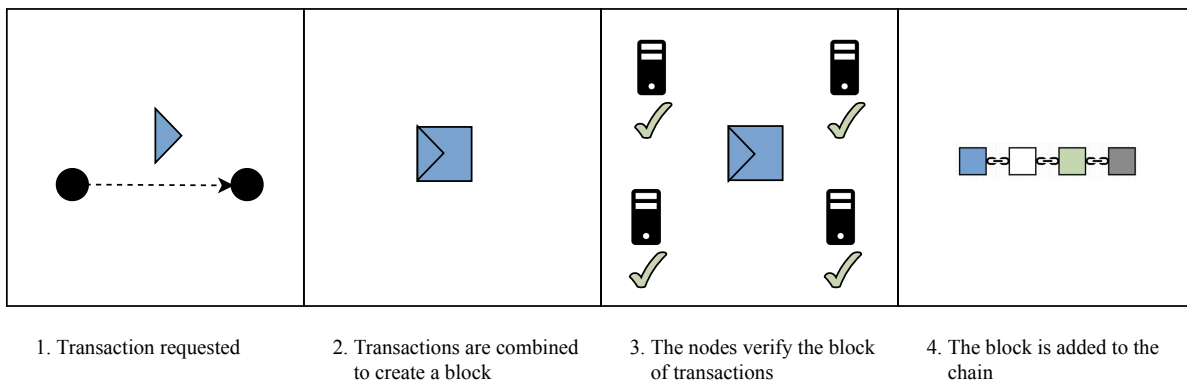 1. Transaction requested
2. Transactions are combined
to create a block
3. The nodes verify the block
of transactions
4. The block is added to the
chain